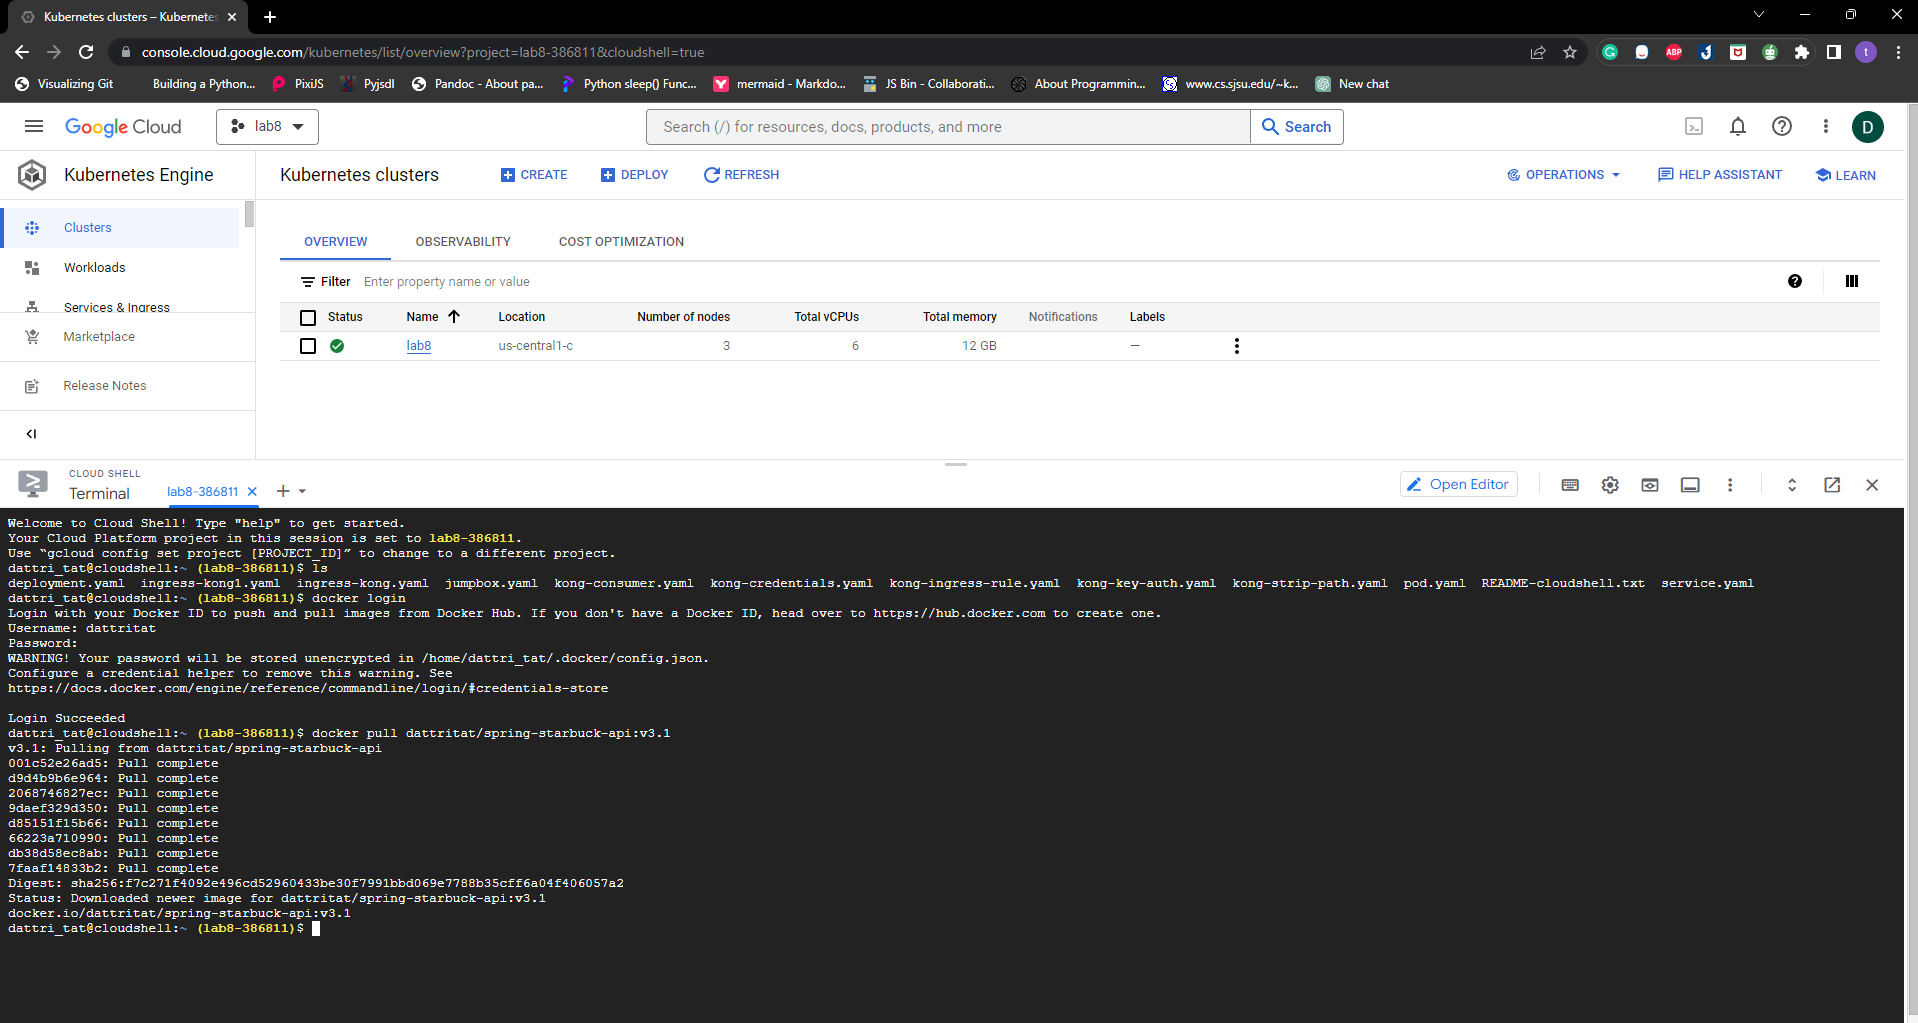 Kubernetes clusters – Kubernetes
console.cloud.google.com/kubernetes/list/overview?project=lab8-386811&cloudshell=true
ABP
t
Visualizing Git Building a Python... PixiJS Pyjsdl Pandoc - About pa... Python sleep() Func... mermaid - Markdo... JS Bin - Collaborati... About Programmin... www.cs.sjsu.edu/~k... New chat
Google Cloud lab8 Search (/) for resources, docs, products, and more Search D
Kubernetes Engine Kubernetes clusters CREATE DEPLOY REFRESH OPERATIONS HELP ASSISTANT LEARN
Clusters
Workloads
Services & Ingress
Marketplace
Release Notes
OVERVIEW OBSERVABILITY COST OPTIMIZATION
Filter Enter property name or value
Status Name Location Number of nodes Total vCPUs Total memory Notifications Labels
lab8 us-central1-c 3 6 12 GB —
CLOUD SHELL
Terminal lab8-386811 Open Editor
Welcome to Cloud Shell! Type "help" to get started.
Your Cloud Platform project in this session is set to lab8-386811.
Use “gcloud config set project [PROJECT_ID]” to change to a different project.
dattri_tat@cloudshell:~ (lab8-386811)$ ls
deployment.yaml ingress-kong1.yaml ingress-kong.yaml jumpbox.yaml kong-consumer.yaml kong-credentials.yaml kong-ingress-rule.yaml kong-key-auth.yaml kong-strip-path.yaml pod.yaml README-cloudshell.txt service.yaml
dattri_tat@cloudshell:~ (lab8-386811)$ docker login
Login with your Docker ID to push and pull images from Docker Hub. If you don't have a Docker ID, head over to https://hub.docker.com to create one.
Username: dattritat
Password:
WARNING! Your password will be stored unencrypted in /home/dattri_tat/.docker/config.json.
Configure a credential helper to remove this warning. See
https://docs.docker.com/engine/reference/commandline/login/#credentials-store
Login Succeeded
dattri_tat@cloudshell:~ (lab8-386811)$ docker pull dattritat/spring-starbuck-api:v3.1
v3.1: Pulling from dattritat/spring-starbuck-api
001c52e26ad5: Pull complete
d9d4b9b6e964: Pull complete
2068746827ec: Pull complete
9daef329d350: Pull complete
d85151f15b66: Pull complete
66223a710990: Pull complete
db38d58ec8ab: Pull complete
7faaf14833b2: Pull complete
Digest: sha256:f7c271f4092e496cd52960433be30f7991bbd069e7788b35cff6a04f406057a2
Status: Downloaded newer image for dattritat/spring-starbuck-api:v3.1
docker.io/dattritat/spring-starbuck-api:v3.1
dattri_tat@cloudshell:~ (lab8-386811)$